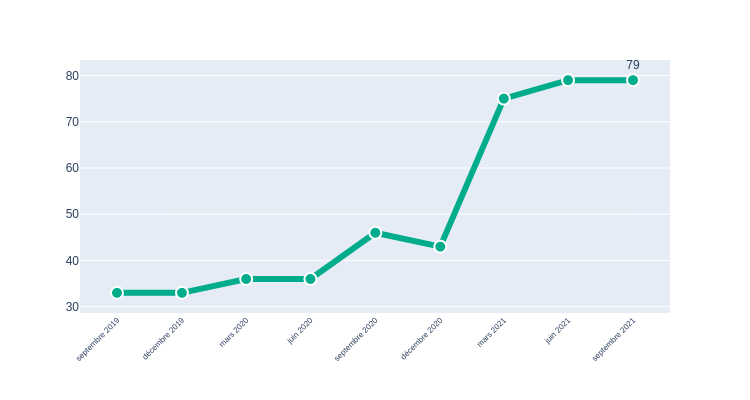 79
80
70
60
50
40
30
septembre 2019
décembre 2019
mars 2020
juin 2020
septembre 2020
décembre 2020
mars 2021
juin 2021
septembre 2021